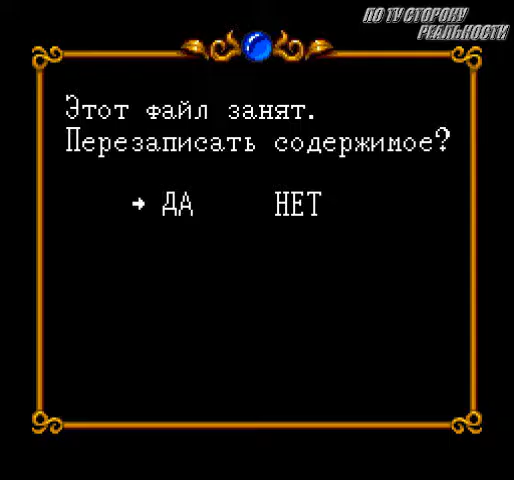 ПО ТУ СТОРОНУ
РЕАЛЬНОСТИ
Этот файл занят.
Перезаписать содержимое?
→ ДА НЕТ